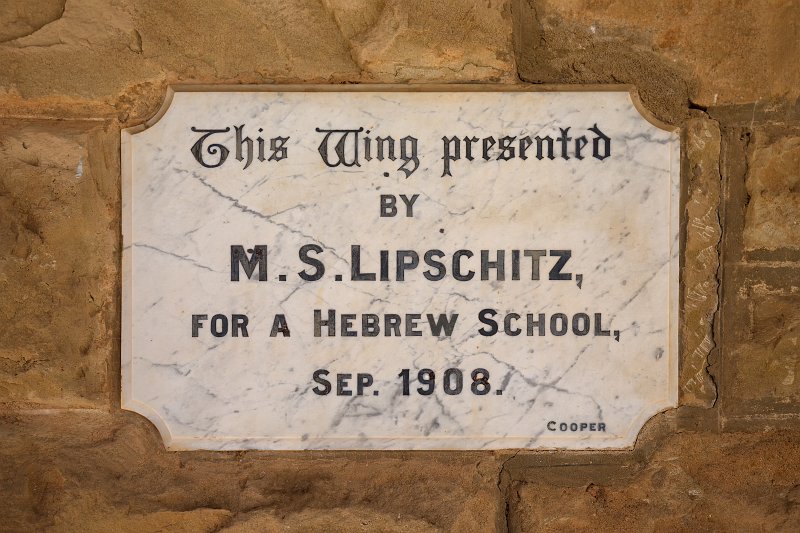 This Wing presented
BY
M. S. LIPSCHITZ,
FOR A HEBREW SCHOOL,
SEP. 1908.
COOPER